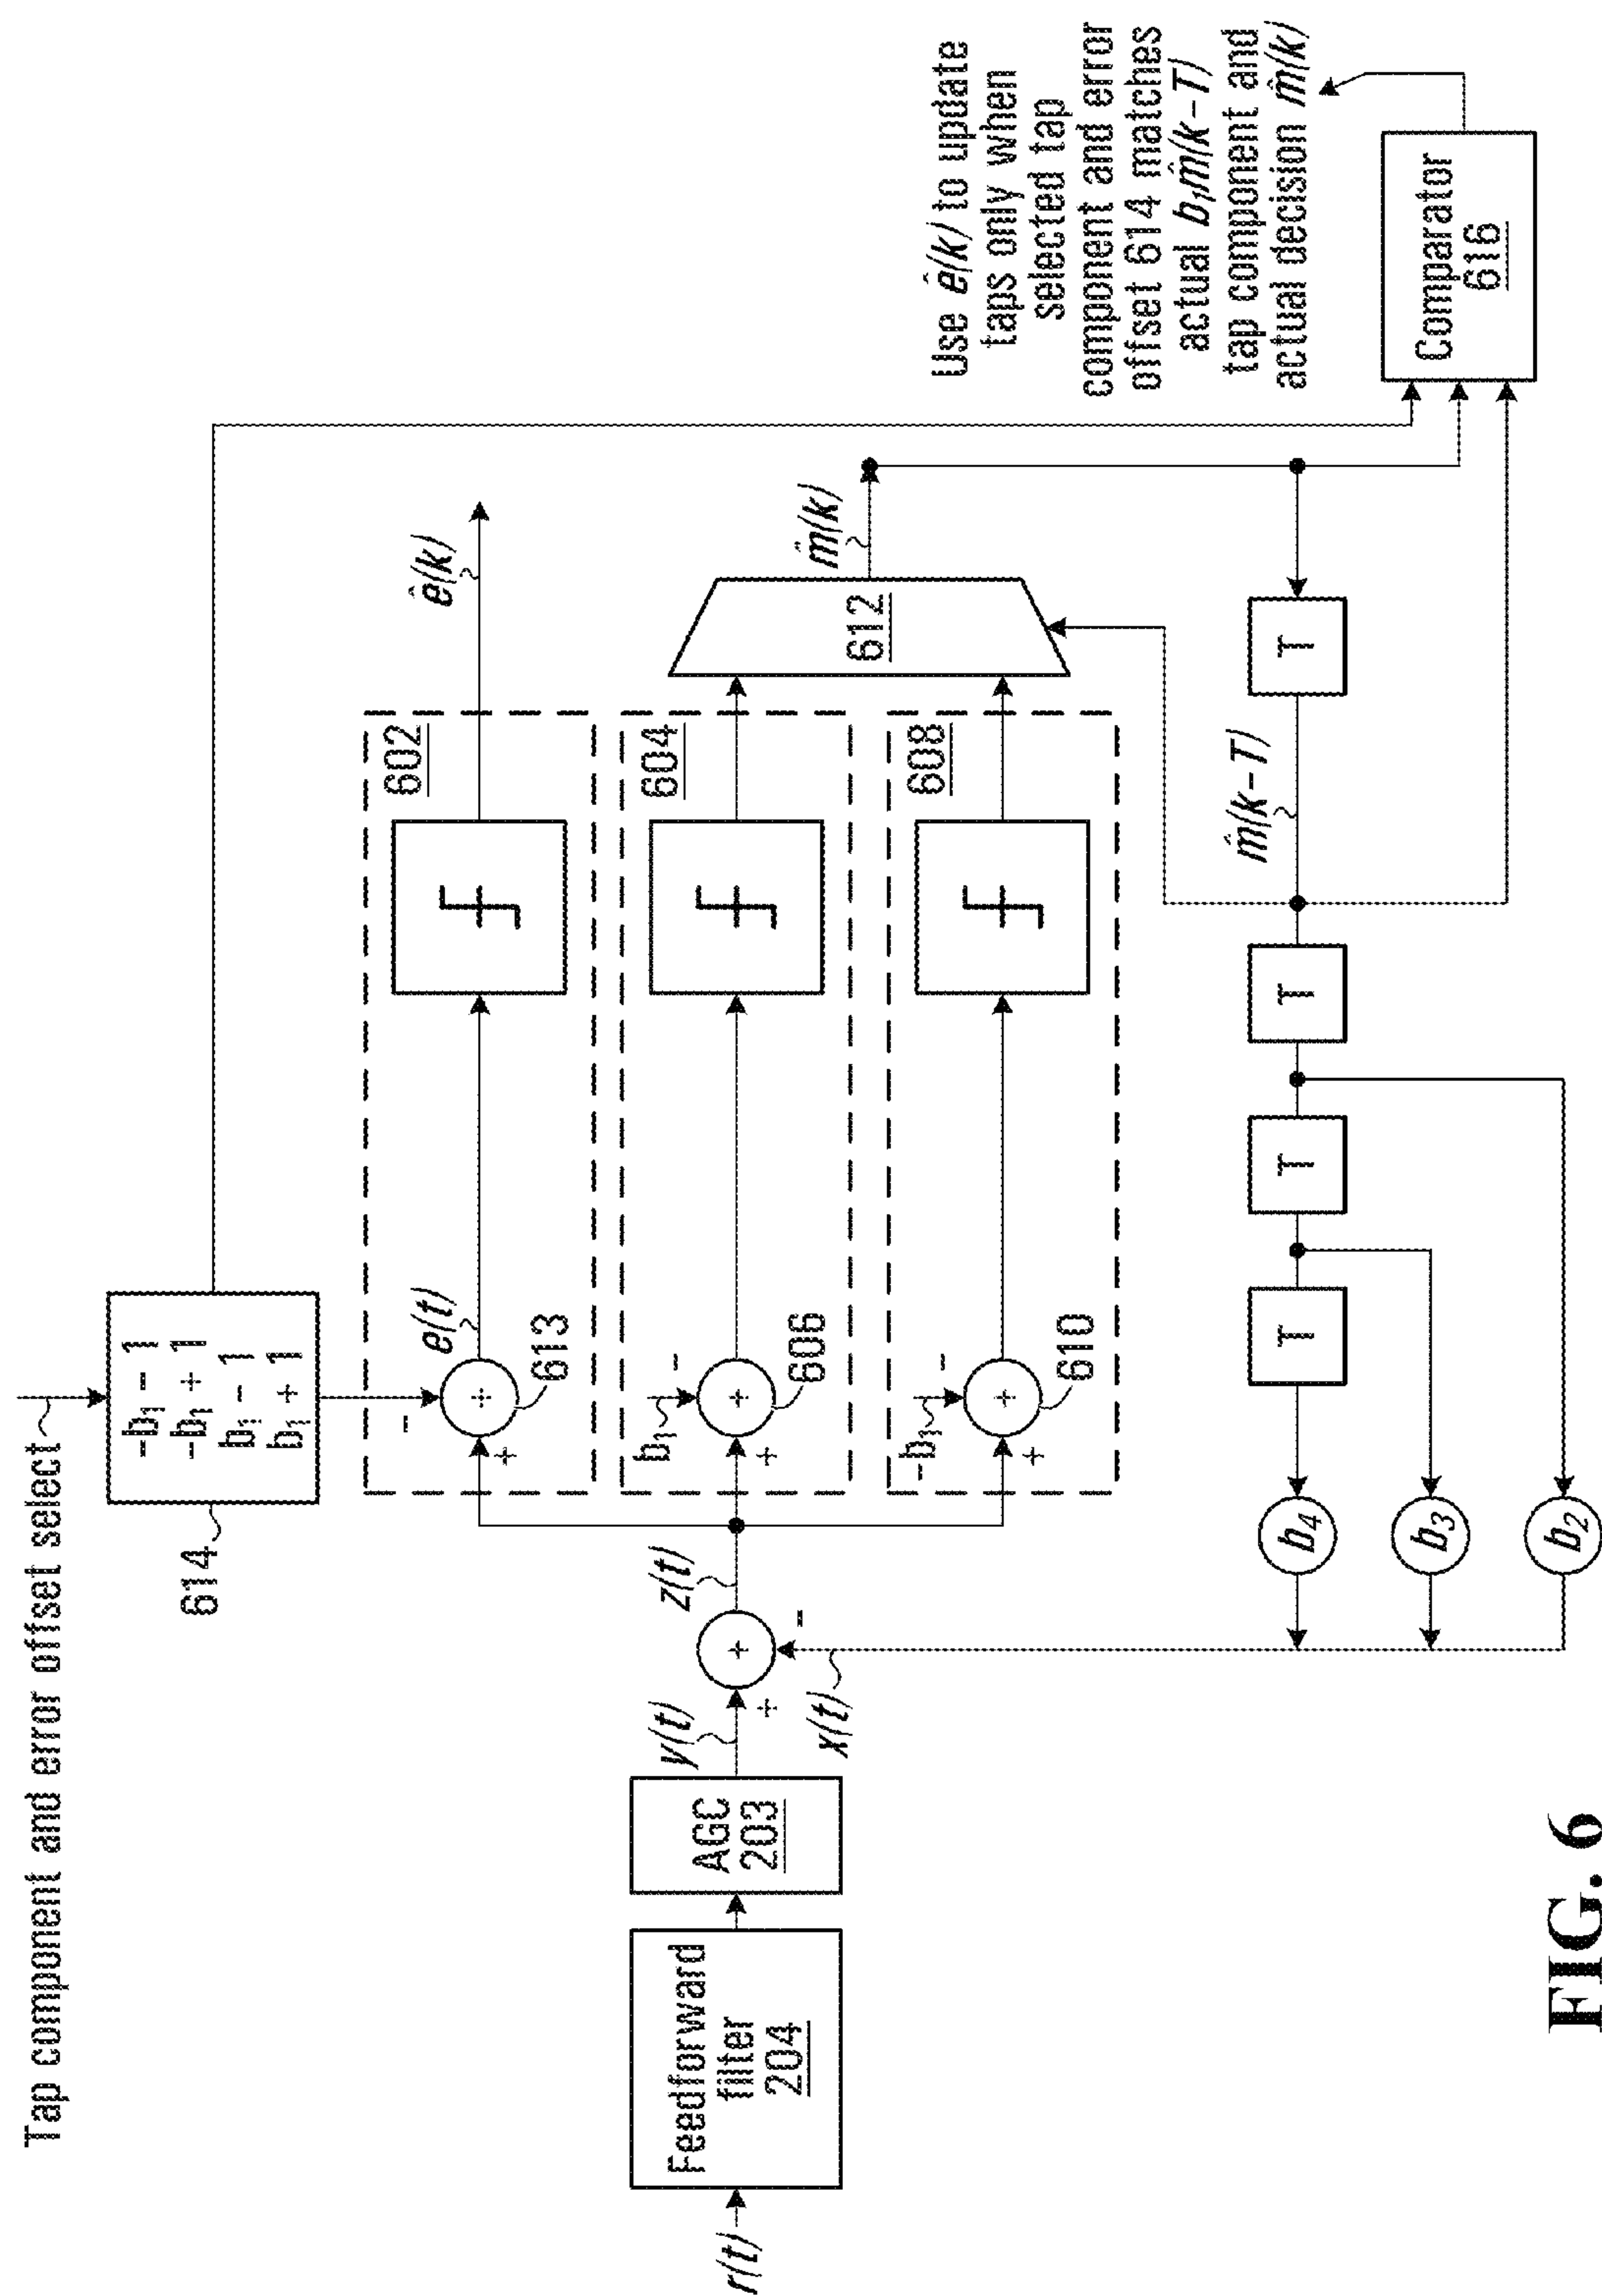 Tap component and error offset select
614
-b₁ - 1
-b₁ + 1
b₁ - 1
b₁ + 1
602
e(t)
613
ê(k)
604
b₁
-
+
+
606
608
-b₁
-
+
+
610
612
m̂(k)
r(t)
Feedforward
filter
204
AGC
203
y(t)
+
+
-
z(t)
x(t)
-
+
+
b₄
b₃
b₂
T
T
T
m̂(k-T)
T
Use ê(k) to update
taps only when
selected tap
component and error
offset 614 matches
actual b₁m̂(k-T)
tap component and
actual decision m̂(k)
Comparator
616
FIG. 6